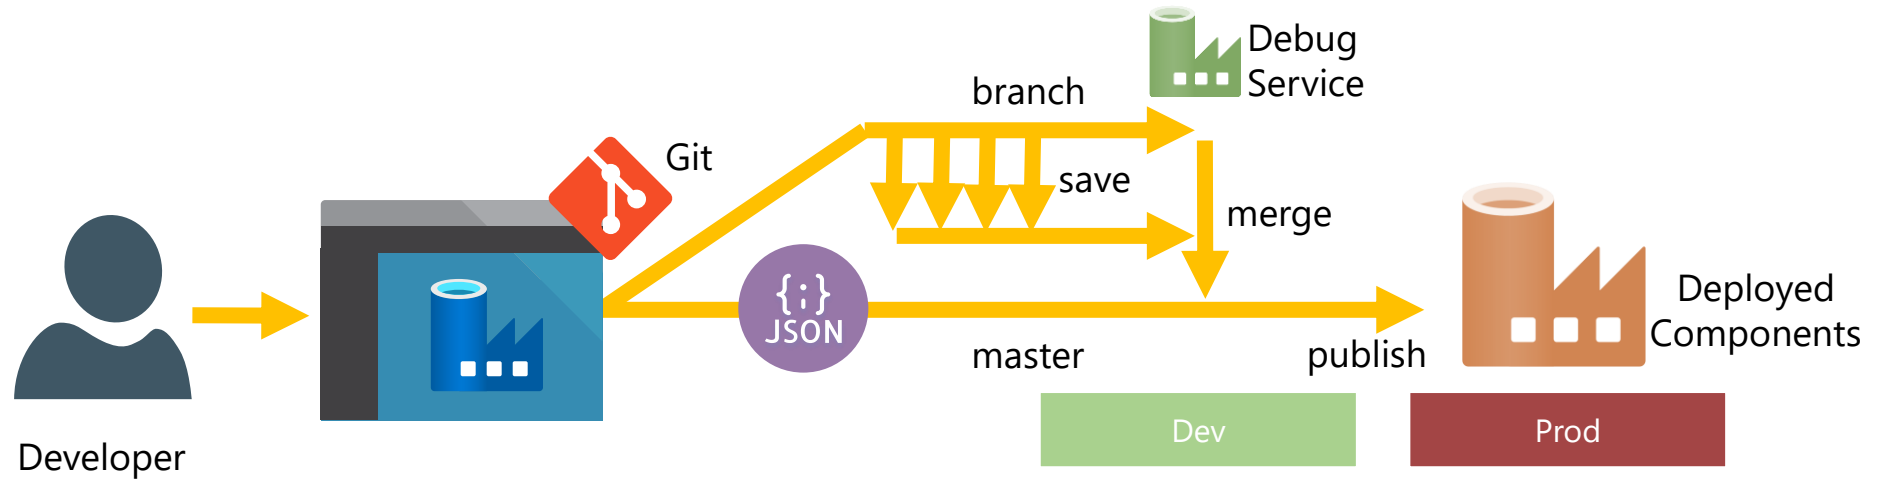 Debug
Service
branch
Git
save
merge
{;}
JSON
Deployed
Components
master
publish
Dev
Prod
Developer